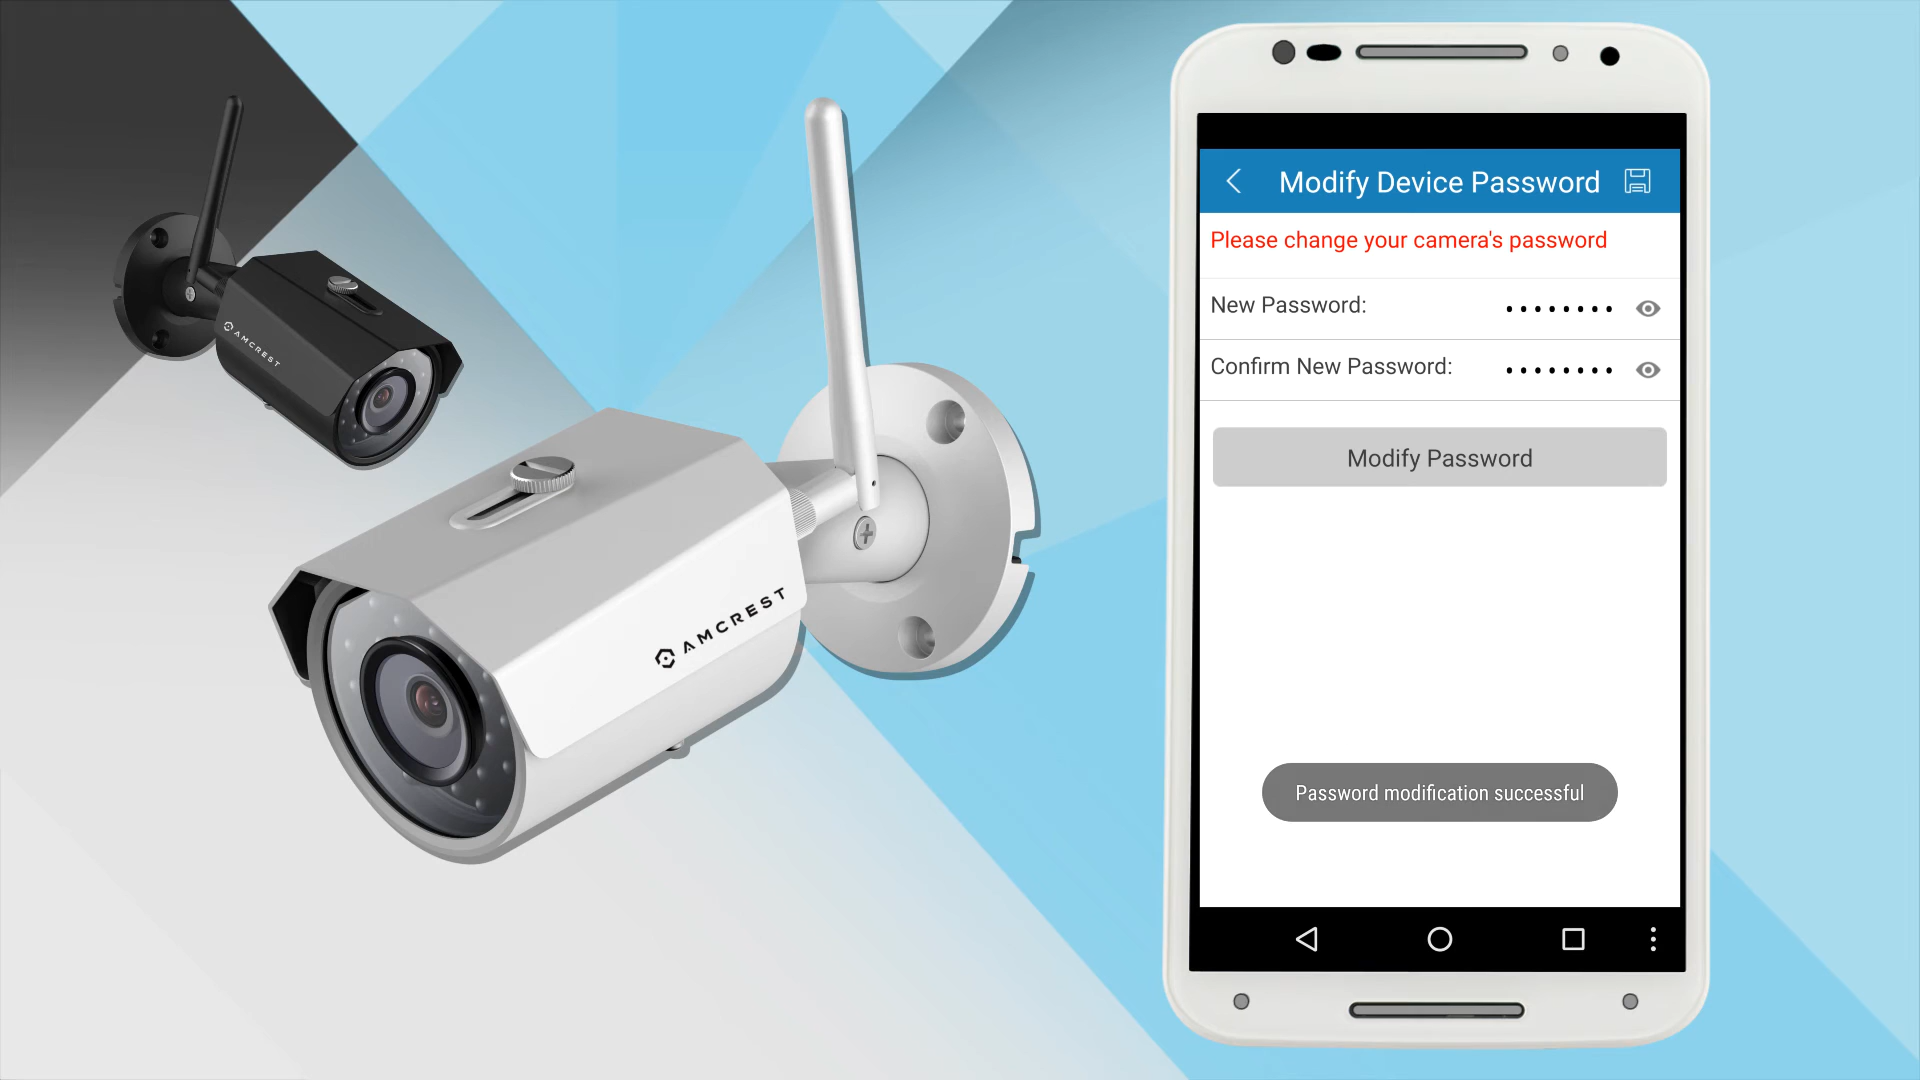 AMCREST
AMCREST
Modify Device Password
Please change your camera's password
New Password: ••••••••
Confirm New Password: ••••••••
Modify Password
Password modification successful